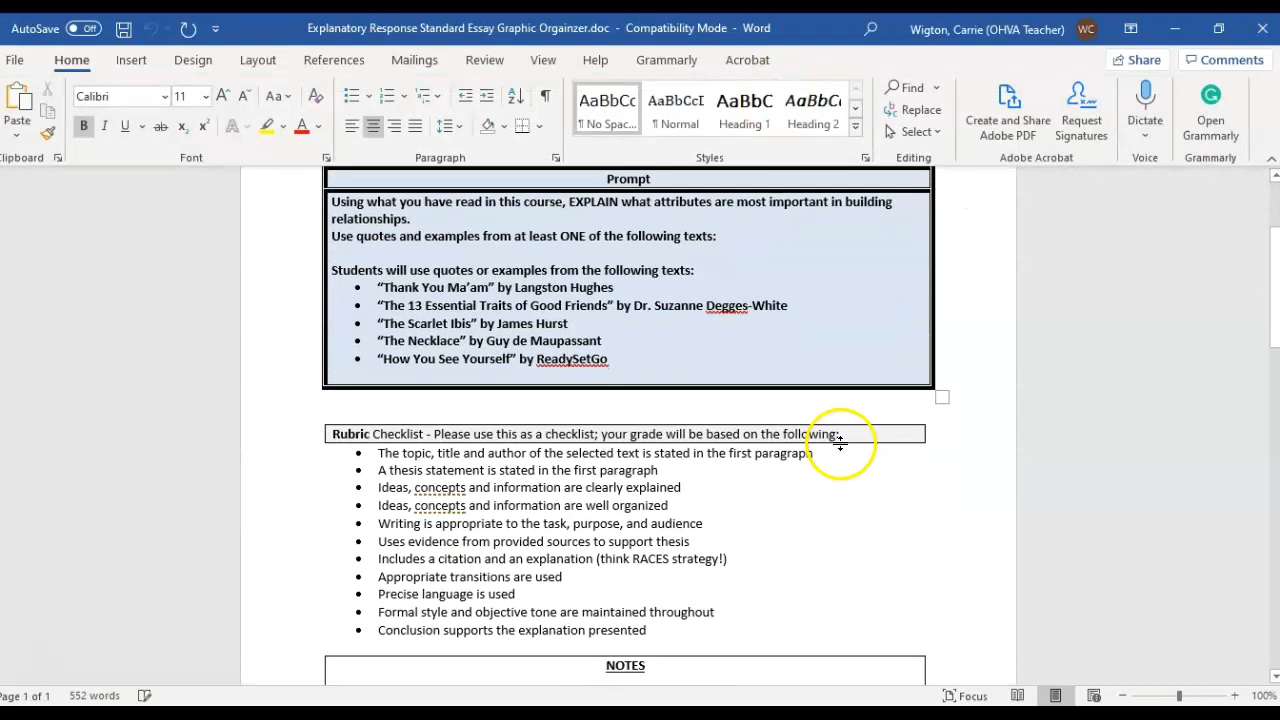 AutoSave Off Explanatory Response Standard Essay Graphic Orgainzer.doc - Compatibility Mode - Word Wigton, Carrie (OHVA Teacher) WC
File Home Insert Design Layout References Mailings Review View Help Grammarly Acrobat Share Comments
Paste Calibri 11 Aa AaBbCc AaBbCcI AaBbC AaBbC Find Replace Select
No Spac... Normal Heading 1 Heading 2 Create and Share Adobe PDF Request Signatures Dictate Open Grammarly
Clipboard Font Paragraph Styles Editing Adobe Acrobat Voice Grammarly
Prompt
Using what you have read in this course, EXPLAIN what attributes are most important in building
relationships.
Use quotes and examples from at least ONE of the following texts:
Students will use quotes or examples from the following texts:
• “Thank You Ma’am” by Langston Hughes
• “The 13 Essential Traits of Good Friends” by Dr. Suzanne Degges-White
• “The Scarlet Ibis” by James Hurst
• “The Necklace” by Guy de Maupassant
• “How You See Yourself” by ReadySetGo
Rubric Checklist - Please use this as a checklist; your grade will be based on the following:
• The topic, title and author of the selected text is stated in the first paragraph
• A thesis statement is stated in the first paragraph
• Ideas, concepts and information are clearly explained
• Ideas, concepts and information are well organized
• Writing is appropriate to the task, purpose, and audience
• Uses evidence from provided sources to support thesis
• Includes a citation and an explanation (think RACES strategy!)
• Appropriate transitions are used
• Precise language is used
• Formal style and objective tone are maintained throughout
• Conclusion supports the explanation presented
NOTES
Page 1 of 1 552 words Focus 100%